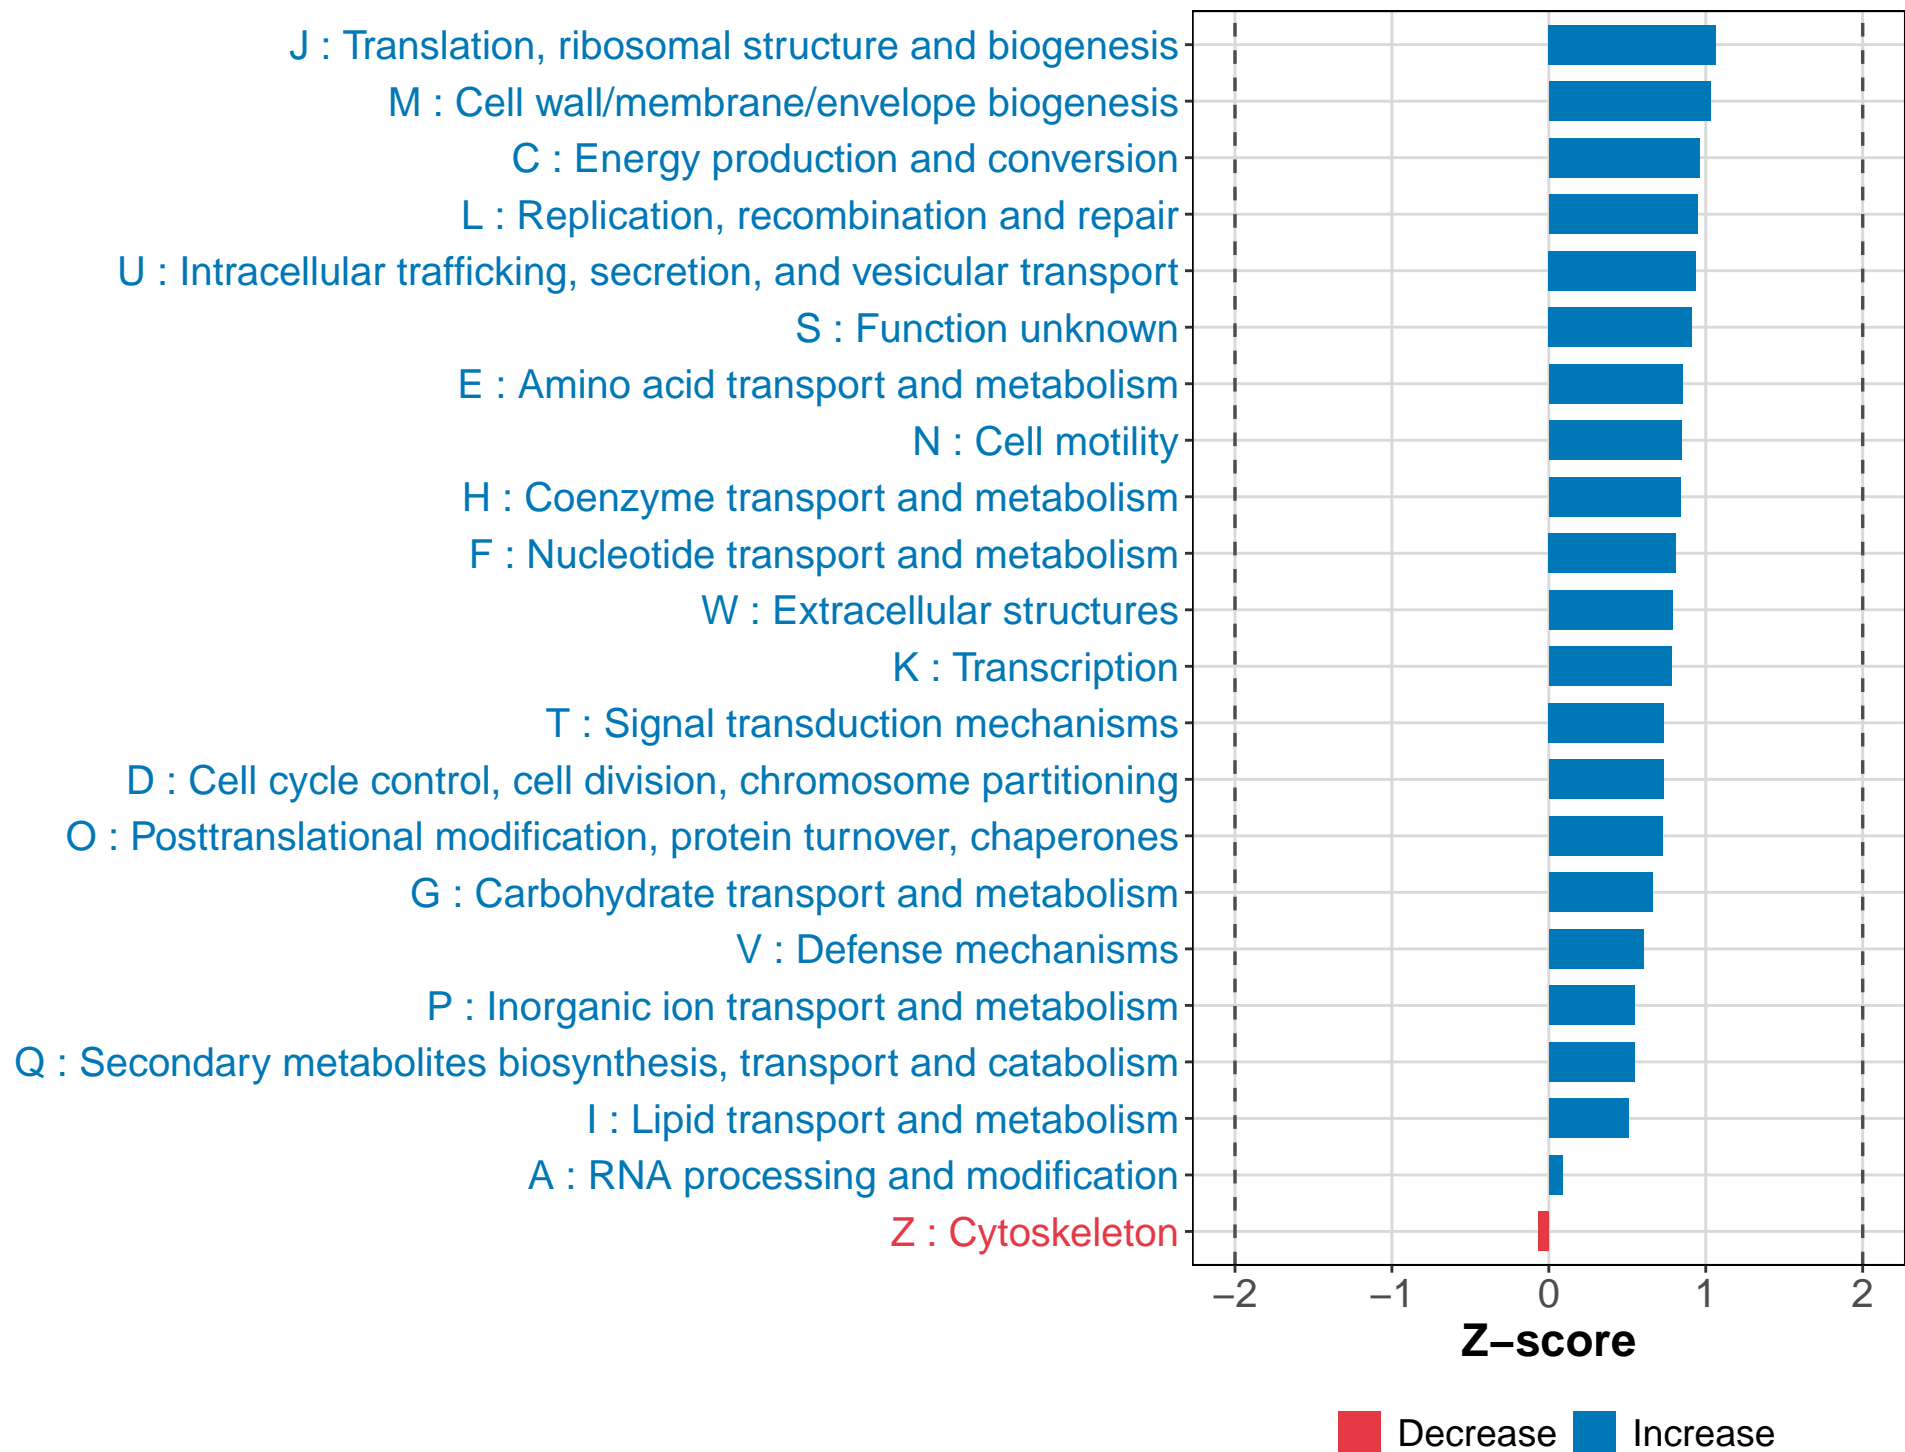 J : Translation, ribosomal structure and biogenesis
M : Cell wall/membrane/envelope biogenesis
C : Energy production and conversion
L : Replication, recombination and repair
U : Intracellular trafficking, secretion, and vesicular transport
S : Function unknown
E : Amino acid transport and metabolism
N : Cell motility
H : Coenzyme transport and metabolism
F : Nucleotide transport and metabolism
W : Extracellular structures
K : Transcription
T : Signal transduction mechanisms
D : Cell cycle control, cell division, chromosome partitioning
O : Posttranslational modification, protein turnover, chaperones
G : Carbohydrate transport and metabolism
V : Defense mechanisms
P : Inorganic ion transport and metabolism
Q : Secondary metabolites biosynthesis, transport and catabolism
I : Lipid transport and metabolism
A : RNA processing and modification
Z : Cytoskeleton
−2 −1 0 1 2
Z−score
Decrease Increase